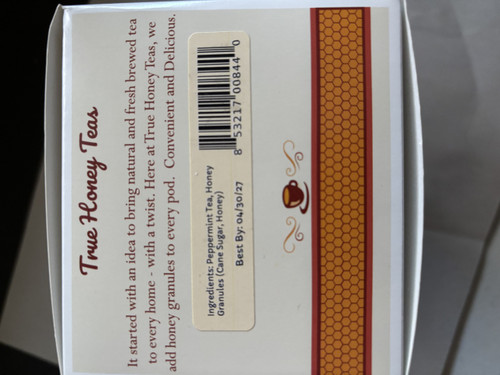 True Honey Teas
It started with an idea to bring natural and fresh brewed tea
to every home - with a twist. Here at True Honey Teas, we
add honey granules to every pod. Convenient and Delicious.
Ingredients: Peppermint Tea, Honey
Granules (Cane Sugar, Honey)
Best By: 04/30/27
8 53217 00844 0